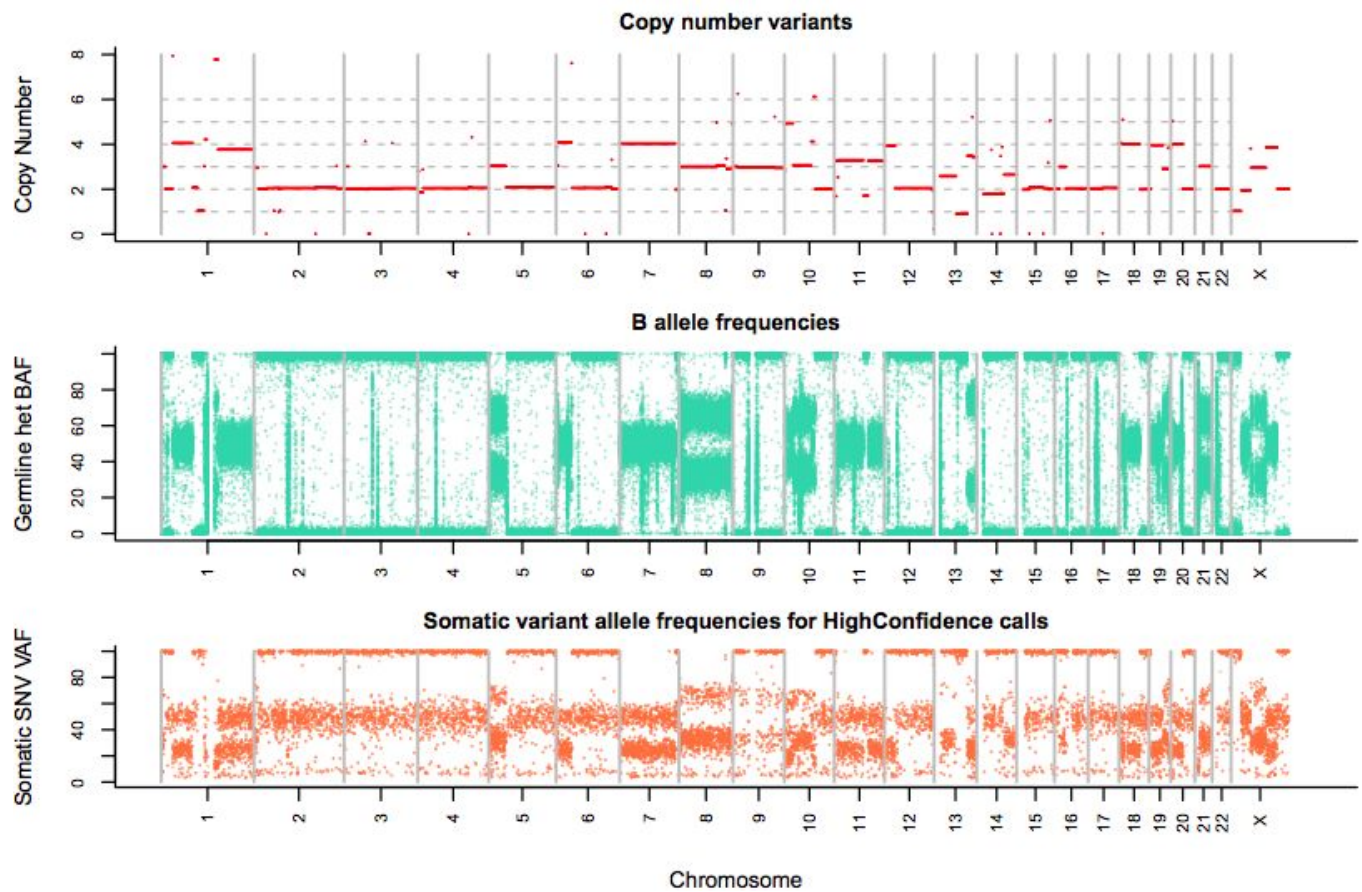 Copy number variants
Copy Number
8
6
4
2
0
1 2 3 4 5 6 7 8 9 10 11 12 13 14 15 16 17 18 19 20 21 22 X
B allele frequencies
Germline het BAF
80
60
40
20
0
1 2 3 4 5 6 7 8 9 10 11 12 13 14 15 16 17 18 19 20 21 22 X
Somatic variant allele frequencies for HighConfidence calls
Somatic SNV VAF
80
40
0
1 2 3 4 5 6 7 8 9 10 11 12 13 14 15 16 17 18 19 20 21 22 X
Chromosome